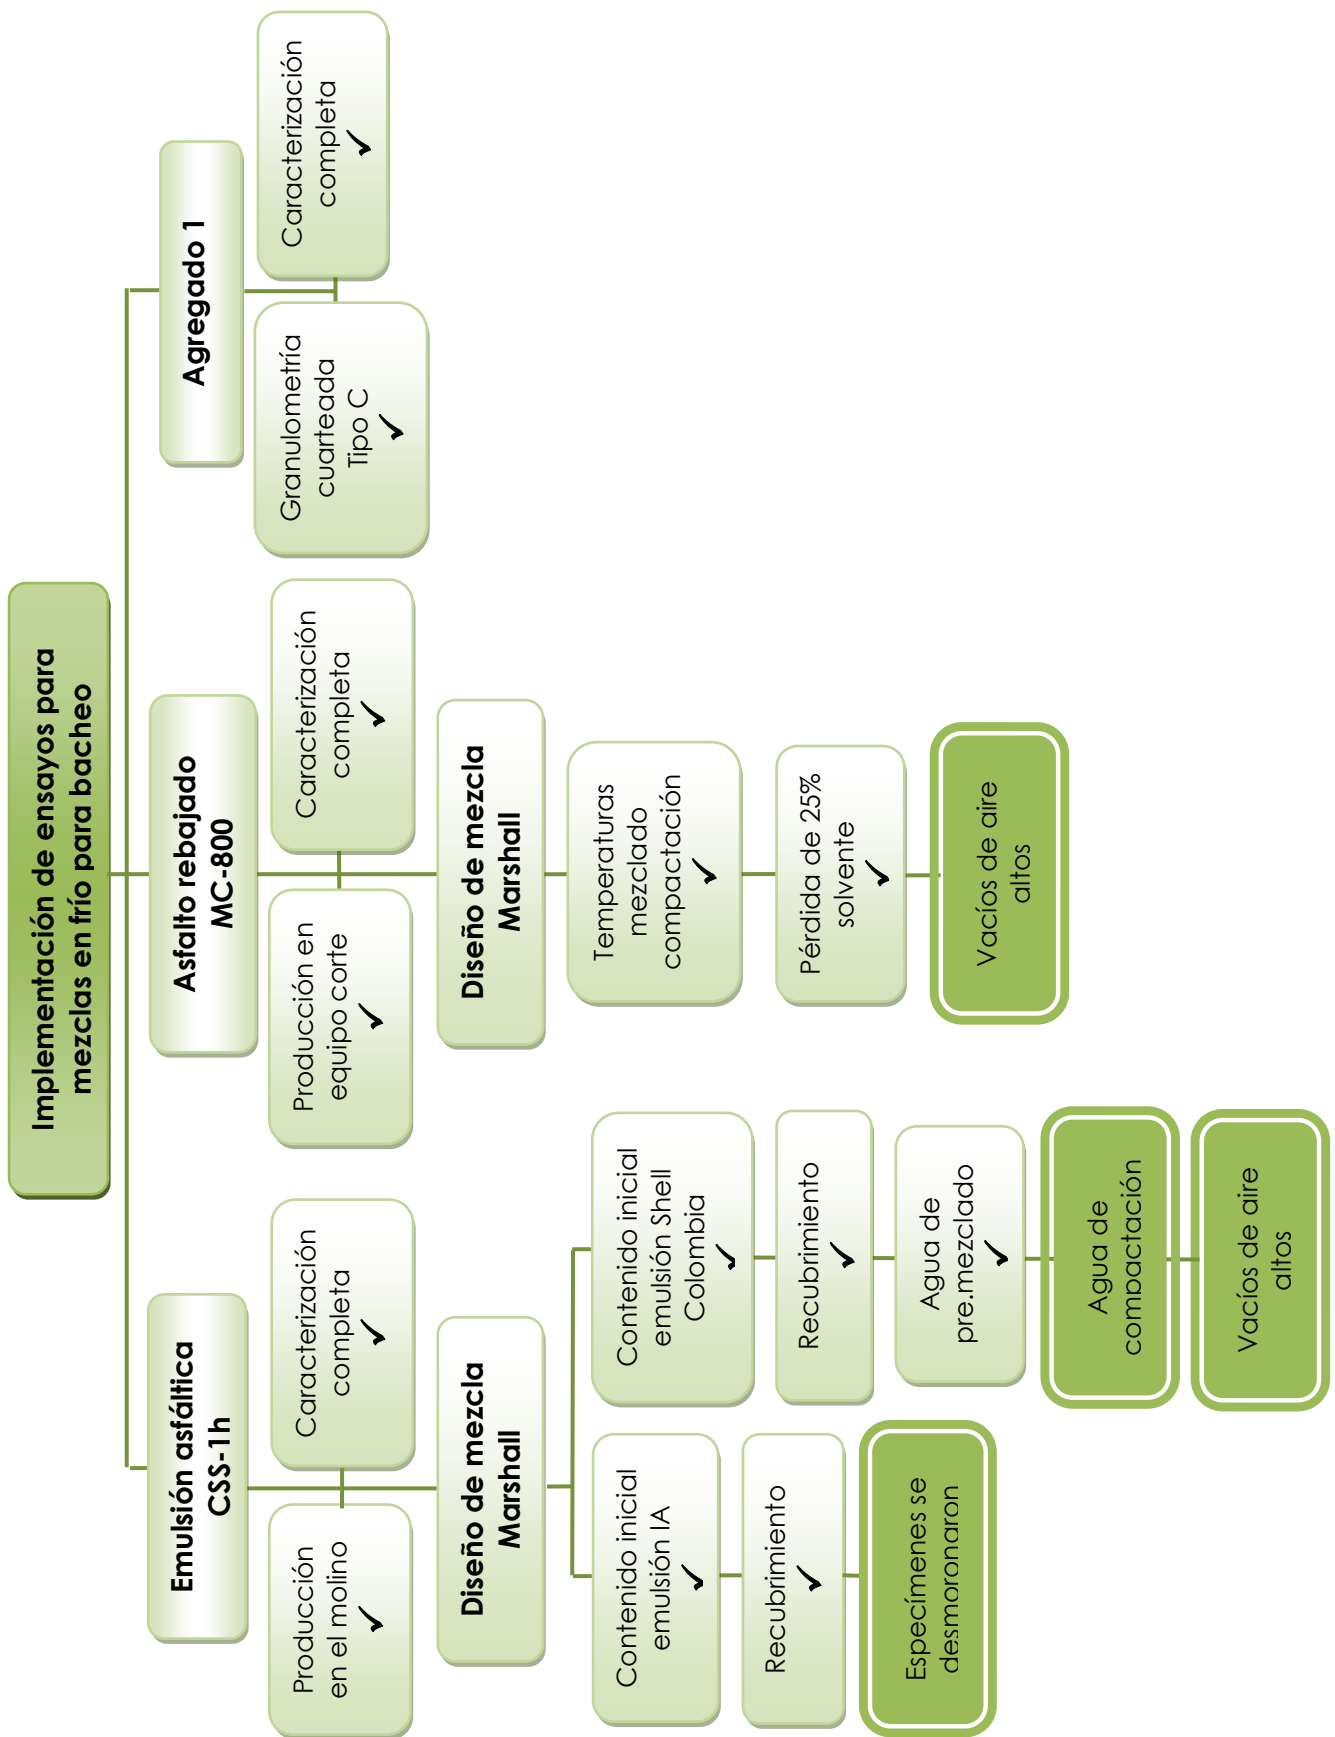 Implementación de ensayos para
mezclas en frío para bacheo
Emulsión asfáltica
CSS-1h
Producción
en el molino
✓
Caracterización
completa
✓
Diseño de mezcla
Marshall
Contenido inicial
emulsión IA
✓
Recubrimiento
✓
Especímenes se
desmoronaron
Contenido inicial
emulsión Shell
Colombia
✓
Recubrimiento
✓
Agua de
pre.mezclado
✓
Agua de
compactación
Vacíos de aire
altos
Asfalto rebajado
MC-800
Producción en
equipo corte
✓
Caracterización
completa
✓
Diseño de mezcla
Marshall
Temperaturas
mezclado
compactación
✓
Pérdida de 25%
solvente
✓
Vacíos de aire
altos
Agregado 1
Granulometría
cuarteada
Tipo C
✓
Caracterización
completa
✓